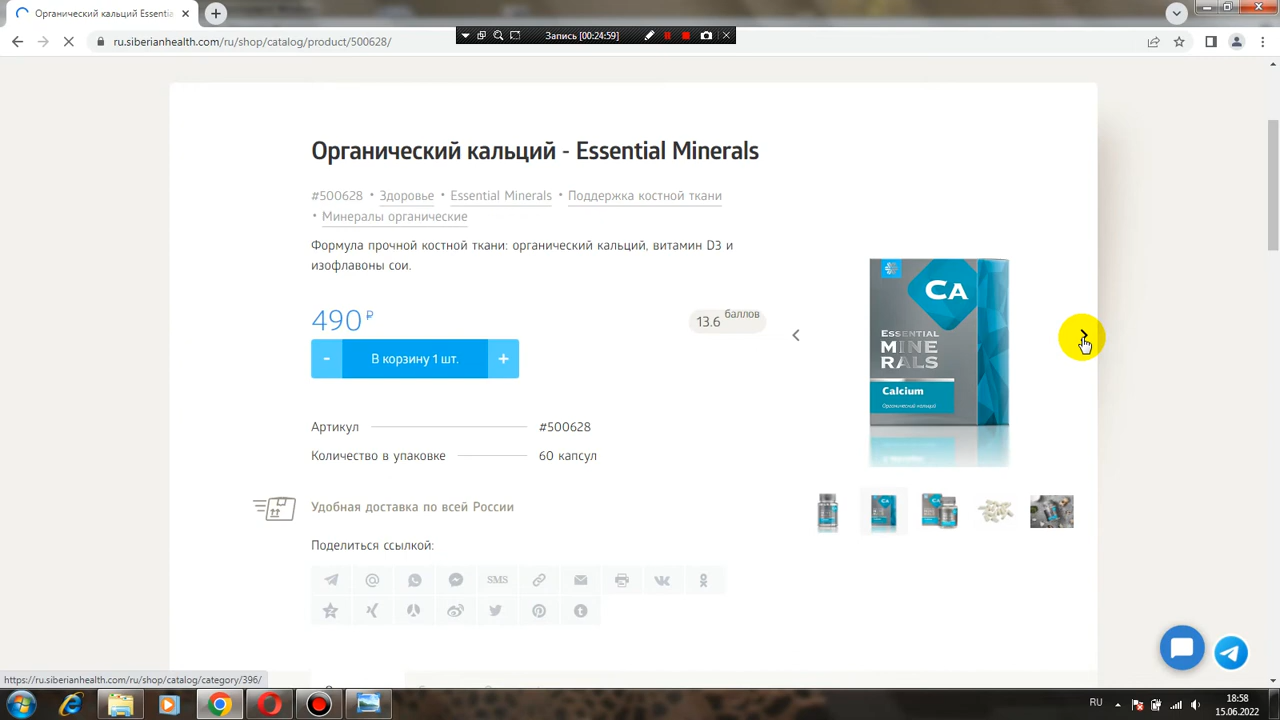 Органический кальций Essentia
ru.siberianhealth.com/ru/shop/catalog/product/500628/
Запись [00:24:59]
Органический кальций - Essential Minerals
#500628 • Здоровье • Essential Minerals • Поддержка костной ткани
• Минералы органические
Формула прочной костной ткани: органический кальций, витамин D3 и
изофлавоны сои.
490 ₽
13.6 баллов
- В корзину 1 шт. +
Артикул #500628
Количество в упаковке 60 капсул
Удобная доставка по всей России
Поделиться ссылкой:
SMS
CA
ESSENTIAL
MINE
RALS
Calcium
Органический кальций
https://ru.siberianhealth.com/ru/shop/catalog/category/396/
RU
18:58
15.06.2022